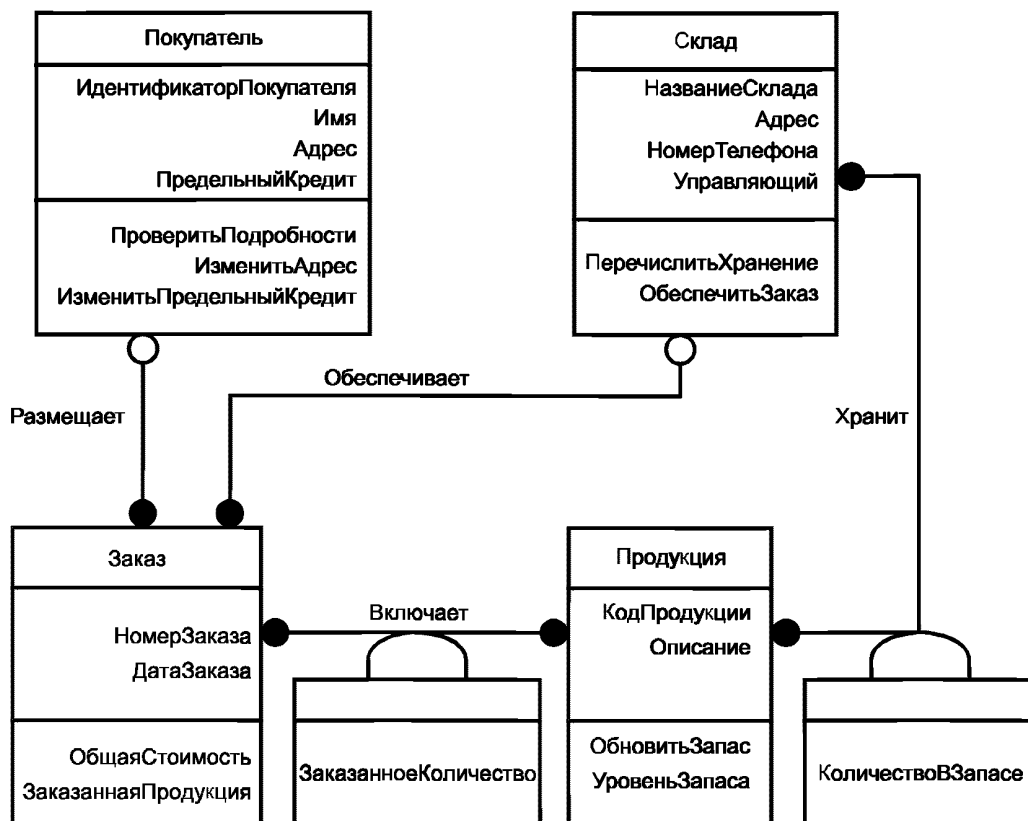 Покупатель
ИдентификаторПокупателя
Имя
Адрес
ПредельныйКредит
ПроверитьПодробности
ИзменитьАдрес
ИзменитьПредельныйКредит
Склад
НазваниеСклада
Адрес
НомерТелефона
Управляющий
ПеречислитьХранение
ОбеспечитьЗаказ
Обеспечивает
Размещает
Хранит
Заказ
НомерЗаказа
ДатаЗаказа
ОбщаяСтоимость
ЗаказаннаяПродукция
Включает
ЗаказанноеКоличество
Продукция
КодПродукции
Описание
ОбновитьЗапас
УровеньЗапаса
КоличествоВЗапасе